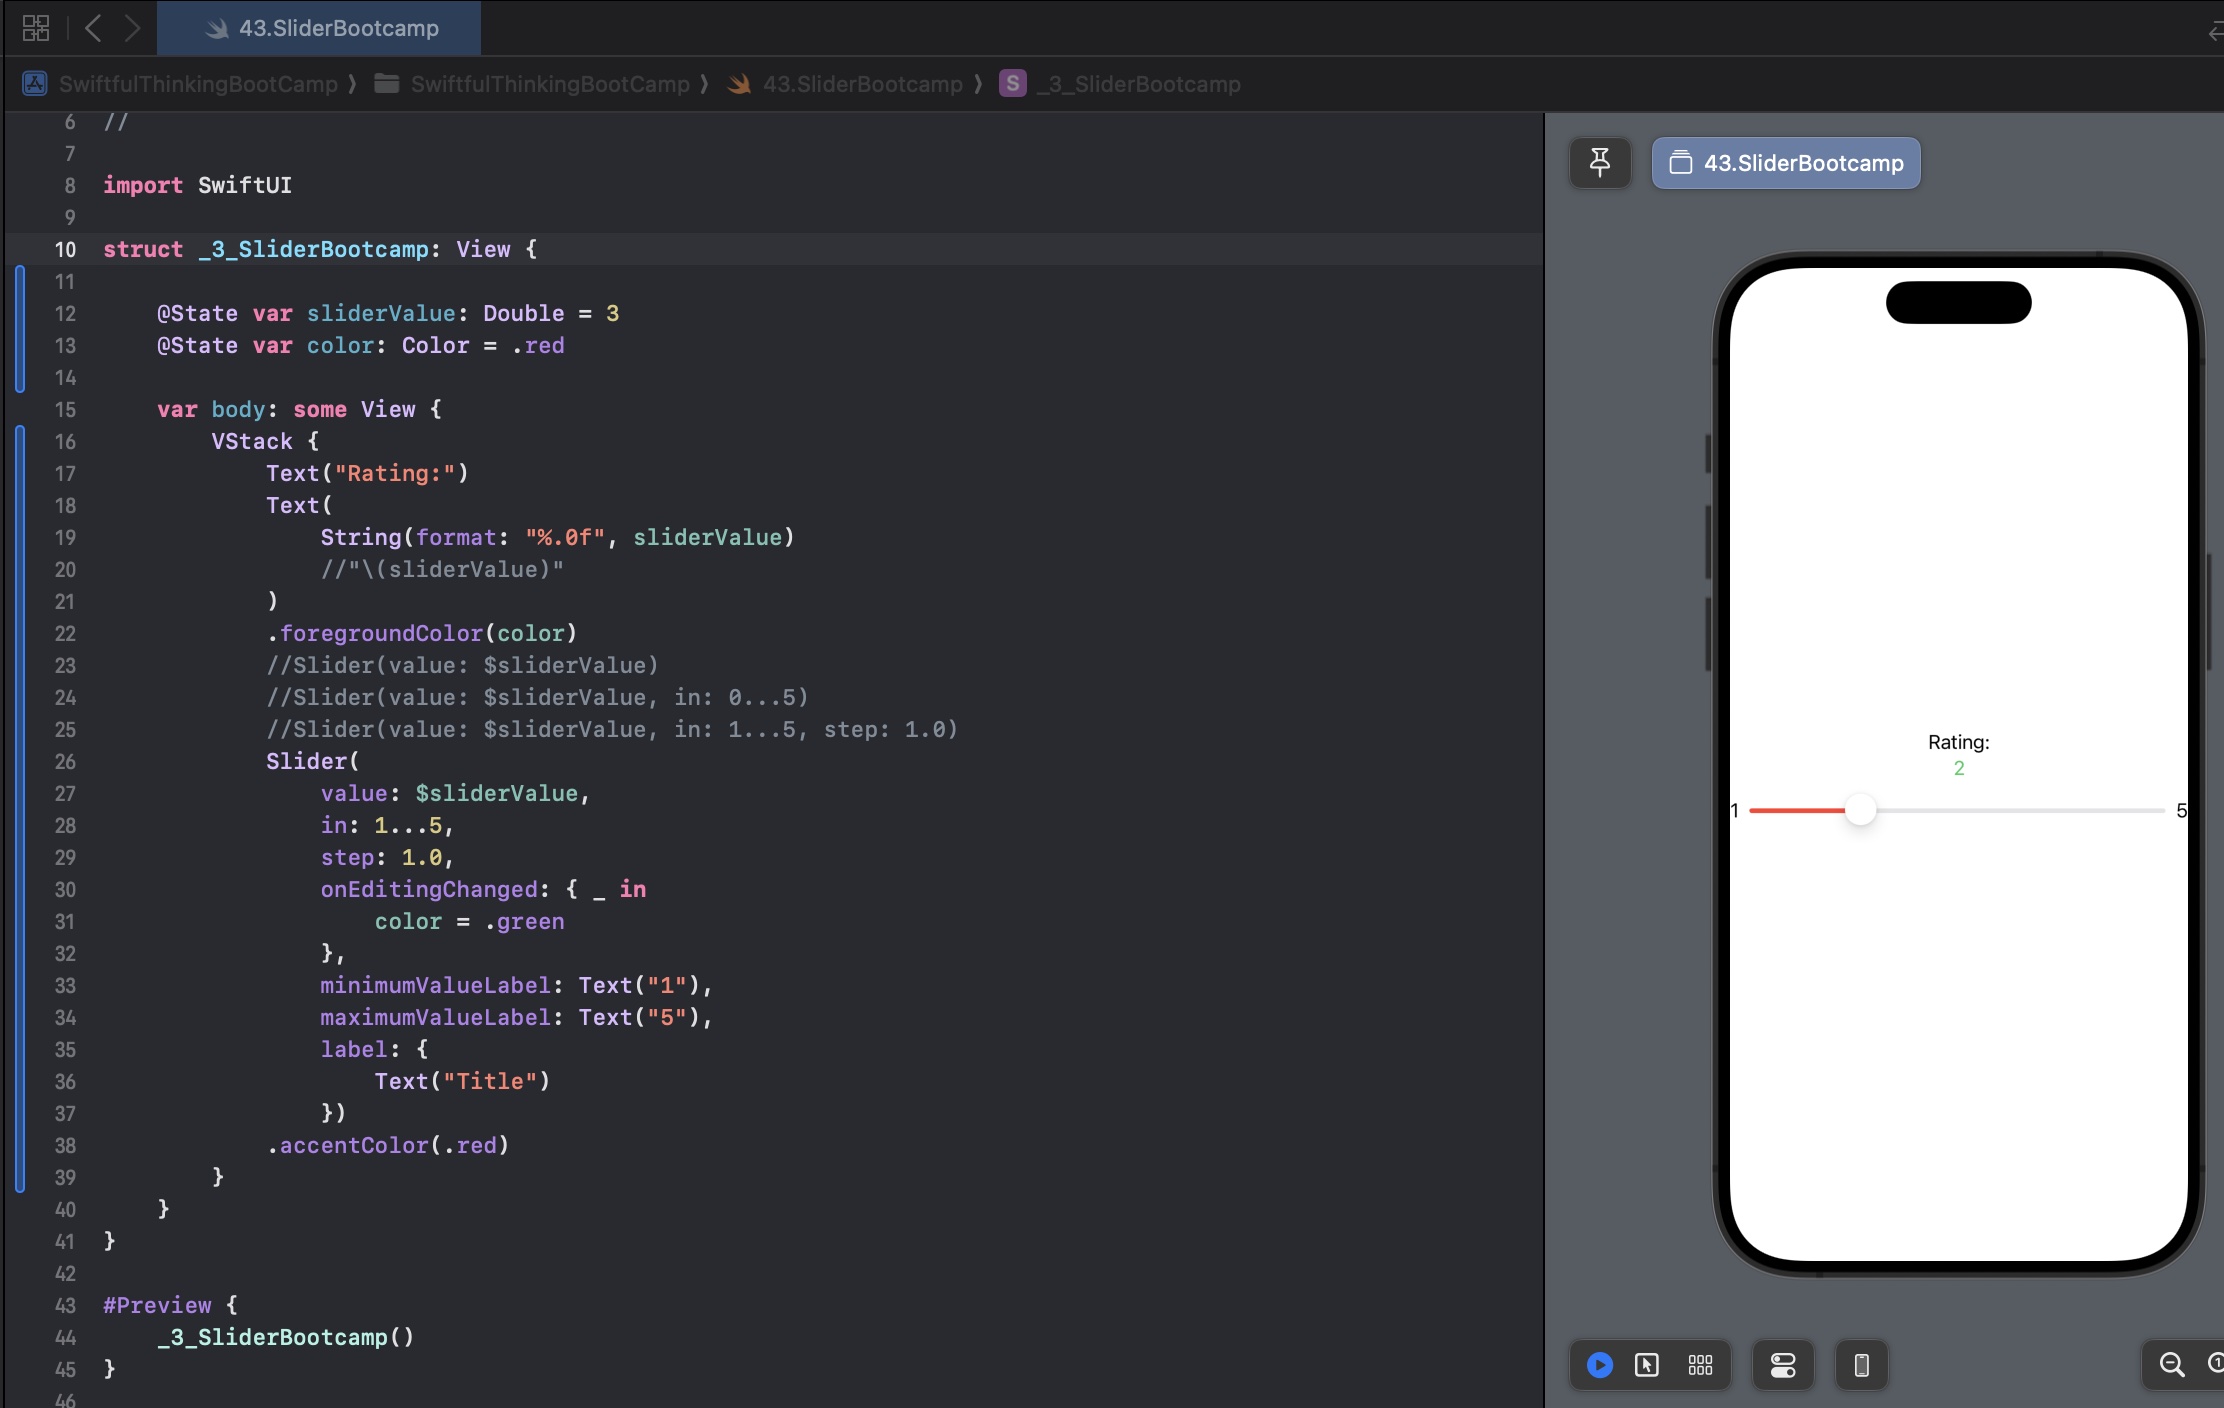 43.SliderBootcamp
SwiftfulThinkingBootCamp ⟩ SwiftfulThinkingBootCamp ⟩ 43.SliderBootcamp ⟩ S _3_SliderBootcamp
6 //
7
8 import SwiftUI
9
10 struct _3_SliderBootcamp: View {
11
12 @State var sliderValue: Double = 3
13 @State var color: Color = .red
14
15 var body: some View {
16 VStack {
17 Text("Rating:")
18 Text(
19 String(format: "%.0f", sliderValue)
20 //"\(sliderValue)"
21 )
22 .foregroundColor(color)
23 //Slider(value: $sliderValue)
24 //Slider(value: $sliderValue, in: 0...5)
25 //Slider(value: $sliderValue, in: 1...5, step: 1.0)
26 Slider(
27 value: $sliderValue,
28 in: 1...5,
29 step: 1.0,
30 onEditingChanged: { _ in
31 color = .green
32 },
33 minimumValueLabel: Text("1"),
34 maximumValueLabel: Text("5"),
35 label: {
36 Text("Title")
37 })
38 .accentColor(.red)
39 }
40 }
41 }
42
43 #Preview {
44 _3_SliderBootcamp()
45 }
46
43.SliderBootcamp
Rating:
2
1 5